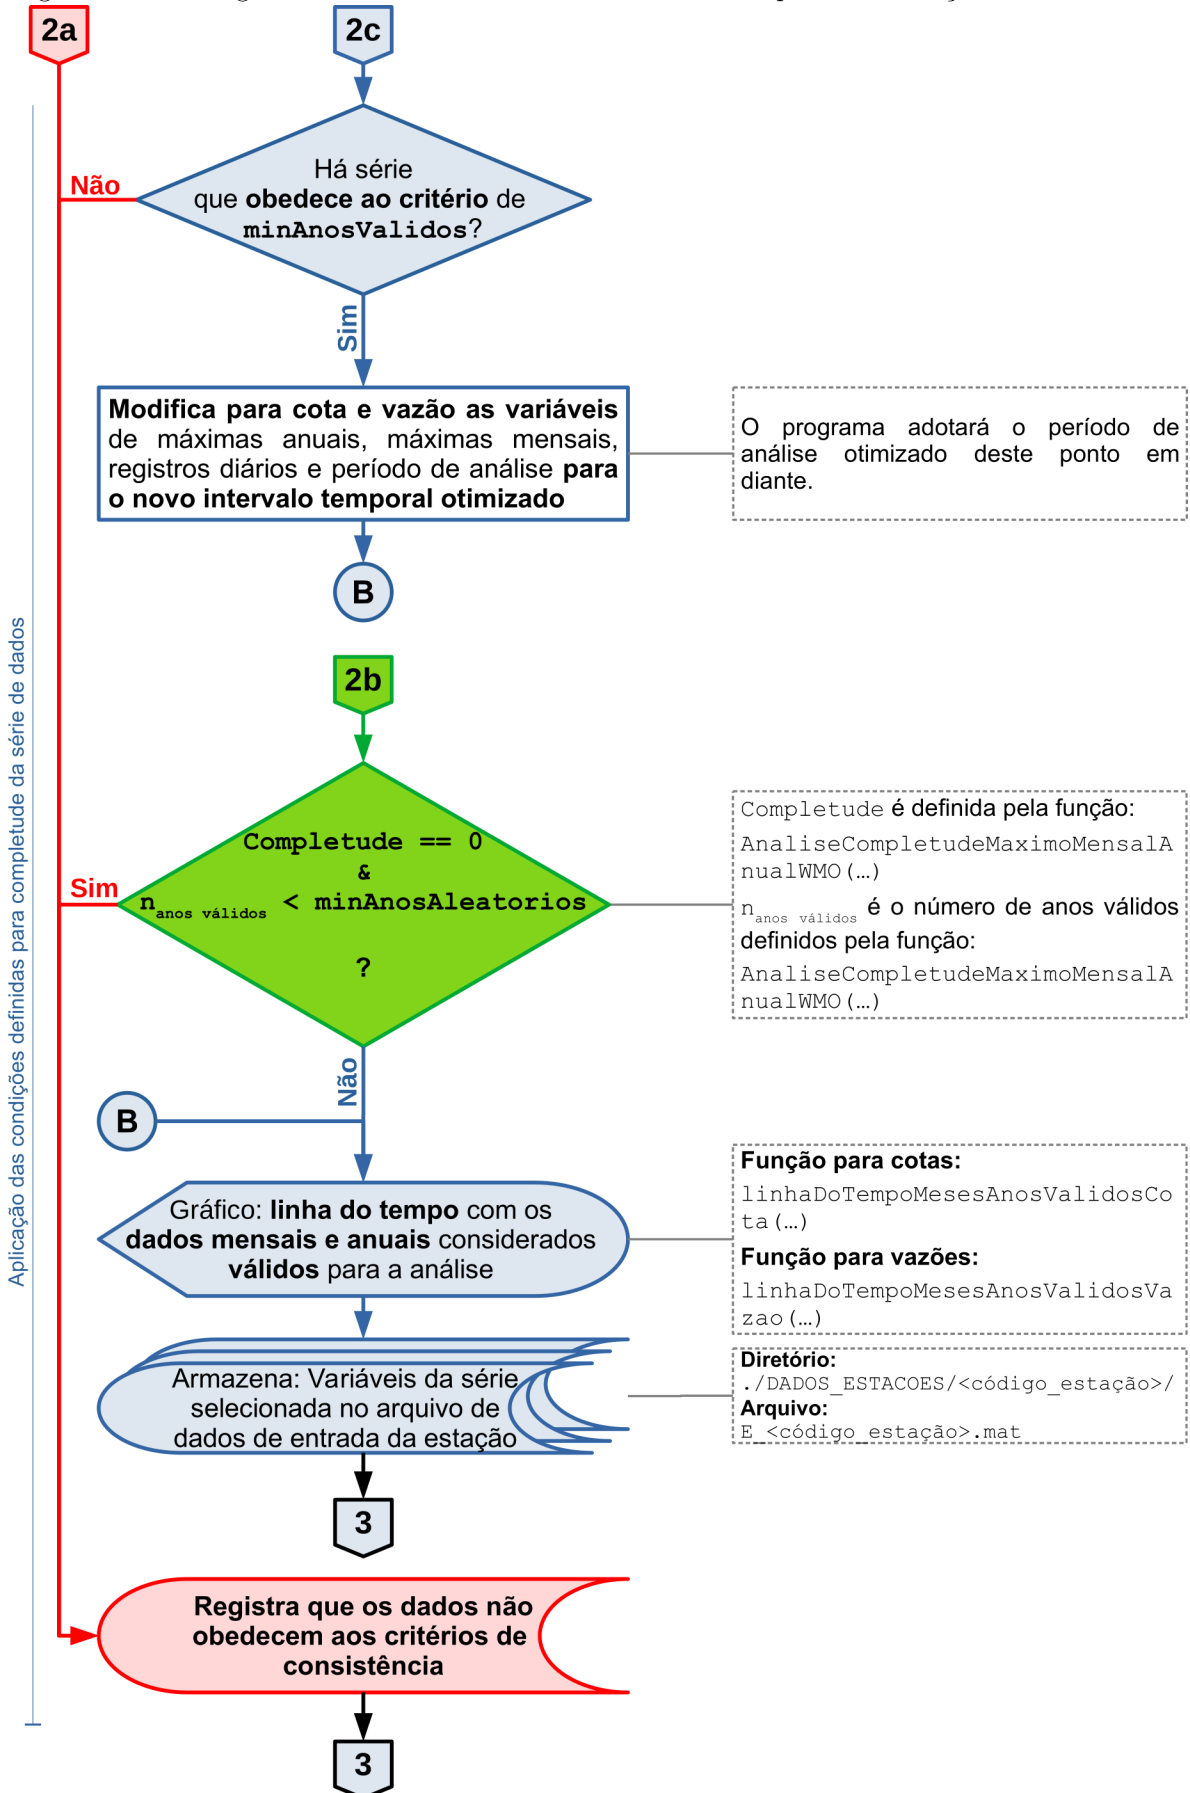 2a
2c
Há série
que obedece ao critério de
minAnosValidos?
Não
Sim
Modifica para cota e vazão as variáveis
de máximas anuais, máximas mensais,
registros diários e período de análise para
o novo intervalo temporal otimizado
O programa adotará o período de
análise otimizado deste ponto em
diante.
B
2b
Completude == 0
&
n anos válidos < minAnosAleatorios
?
Sim
Não
Completude é definida pela função:
AnaliseCompletudeMaximoMensalA
nualWMO(…)
n anos válidos é o número de anos válidos
definidos pela função:
AnaliseCompletudeMaximoMensalA
nualWMO(…)
B
Gráfico: linha do tempo com os
dados mensais e anuais considerados
válidos para a análise
Função para cotas:
linhaDoTempoMesesAnosValidosCo
ta(…)
Função para vazões:
linhaDoTempoMesesAnosValidosVa
zao(…)
Armazena: Variáveis da série
selecionada no arquivo de
dados de entrada da estação
Diretório:
./DADOS_ESTACOES/<código_estação>/
Arquivo:
E_<código_estação>.mat
3
Registra que os dados não
obedecem aos critérios de
consistência
3
Aplicação das condições definidas para completude da série de dados